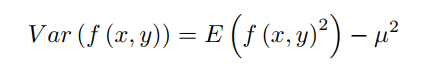 Var (f (x, y)) = E (f (x, y)²) − μ²